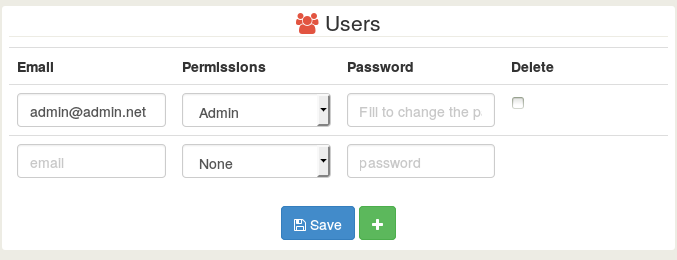 Users
Email Permissions Password Delete
admin@admin.net Admin Fill to change the p
email None password
Save +